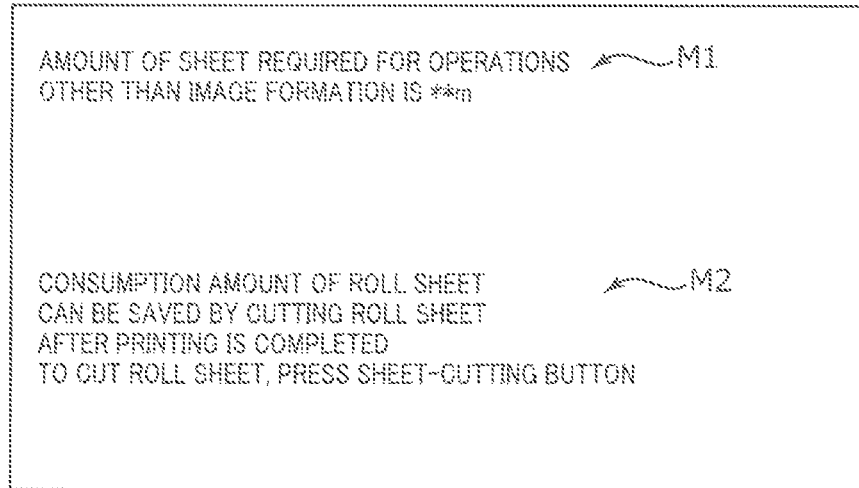 AMOUNT OF SHEET REQUIRED FOR OPERATIONS M1
OTHER THAN IMAGE FORMATION IS **m
CONSUMPTION AMOUNT OF ROLL SHEET M2
CAN BE SAVED BY CUTTING ROLL SHEET
AFTER PRINTING IS COMPLETED
TO CUT ROLL SHEET, PRESS SHEET-CUTTING BUTTON